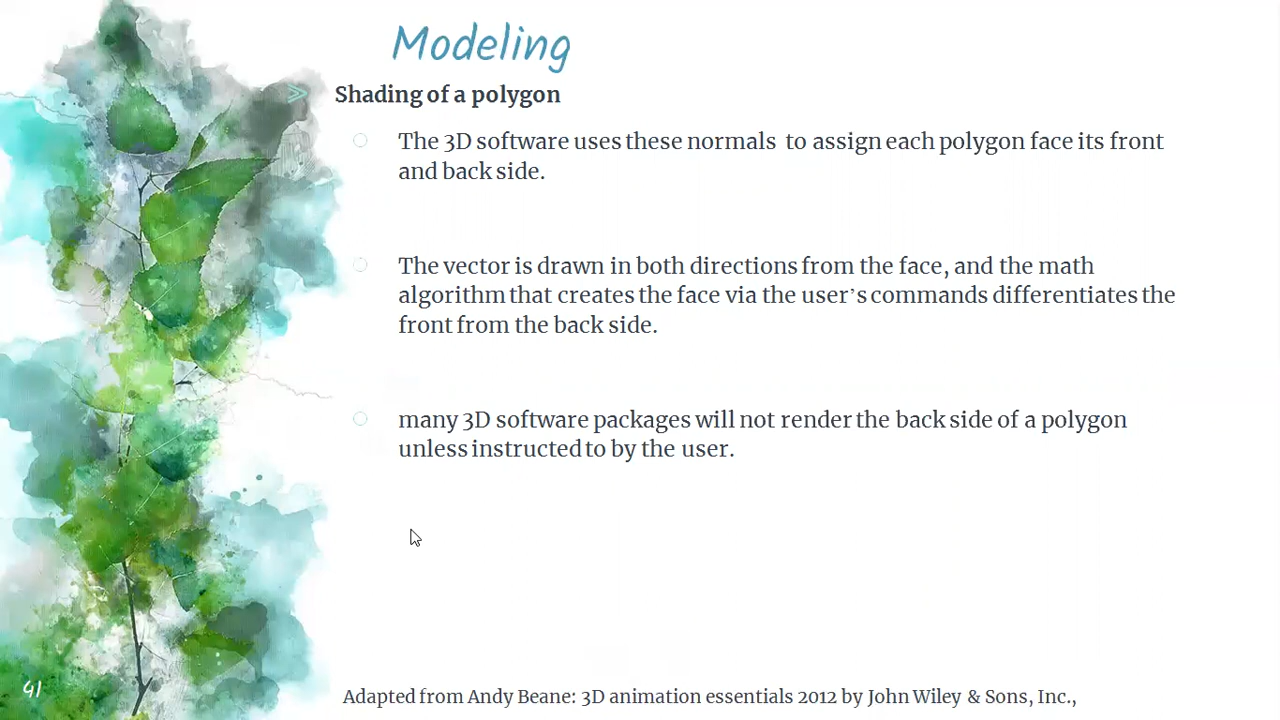 Modeling
Shading of a polygon
The 3D software uses these normals to assign each polygon face its front
and back side.
The vector is drawn in both directions from the face, and the math
algorithm that creates the face via the user's commands differentiates the
front from the back side.
many 3D software packages will not render the back side of a polygon
unless instructed to by the user.
41
Adapted from Andy Beane: 3D animation essentials 2012 by John Wiley & Sons, Inc.,